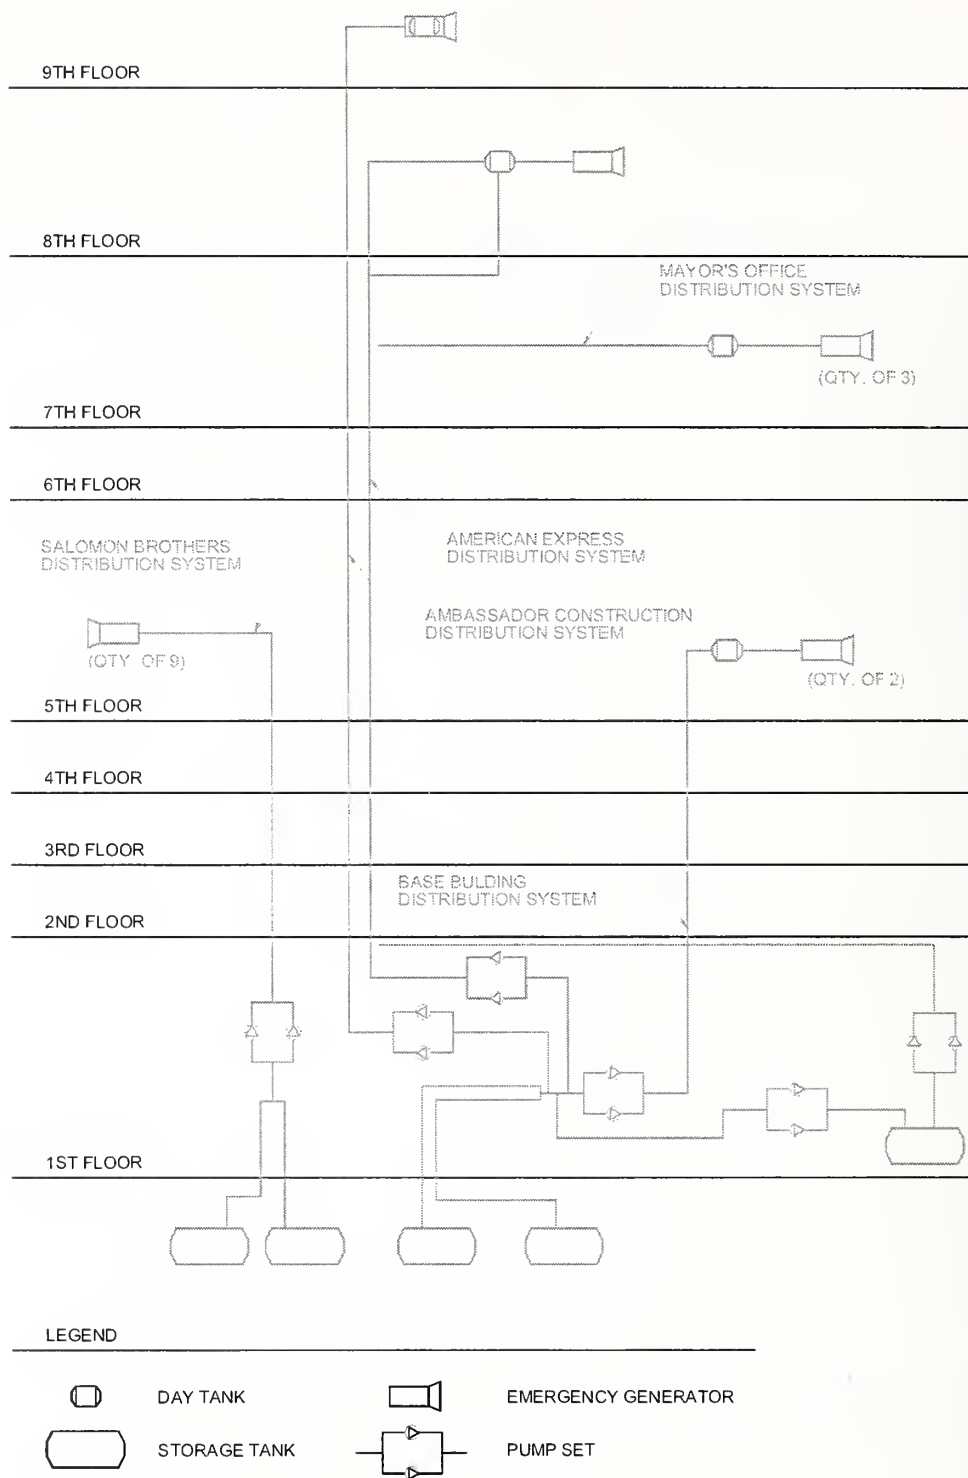 9TH FLOOR
8TH FLOOR
MAYOR'S OFFICE
DISTRIBUTION SYSTEM
(QTY. OF 3)
7TH FLOOR
6TH FLOOR
SALOMON BROTHERS
DISTRIBUTION SYSTEM
AMERICAN EXPRESS
DISTRIBUTION SYSTEM
AMBASSADOR CONSTRUCTION
DISTRIBUTION SYSTEM
(QTY. OF 9)
(QTY. OF 2)
5TH FLOOR
4TH FLOOR
3RD FLOOR
BASE BULDING
DISTRIBUTION SYSTEM
2ND FLOOR
1ST FLOOR
LEGEND
DAY TANK
EMERGENCY GENERATOR
STORAGE TANK
PUMP SET